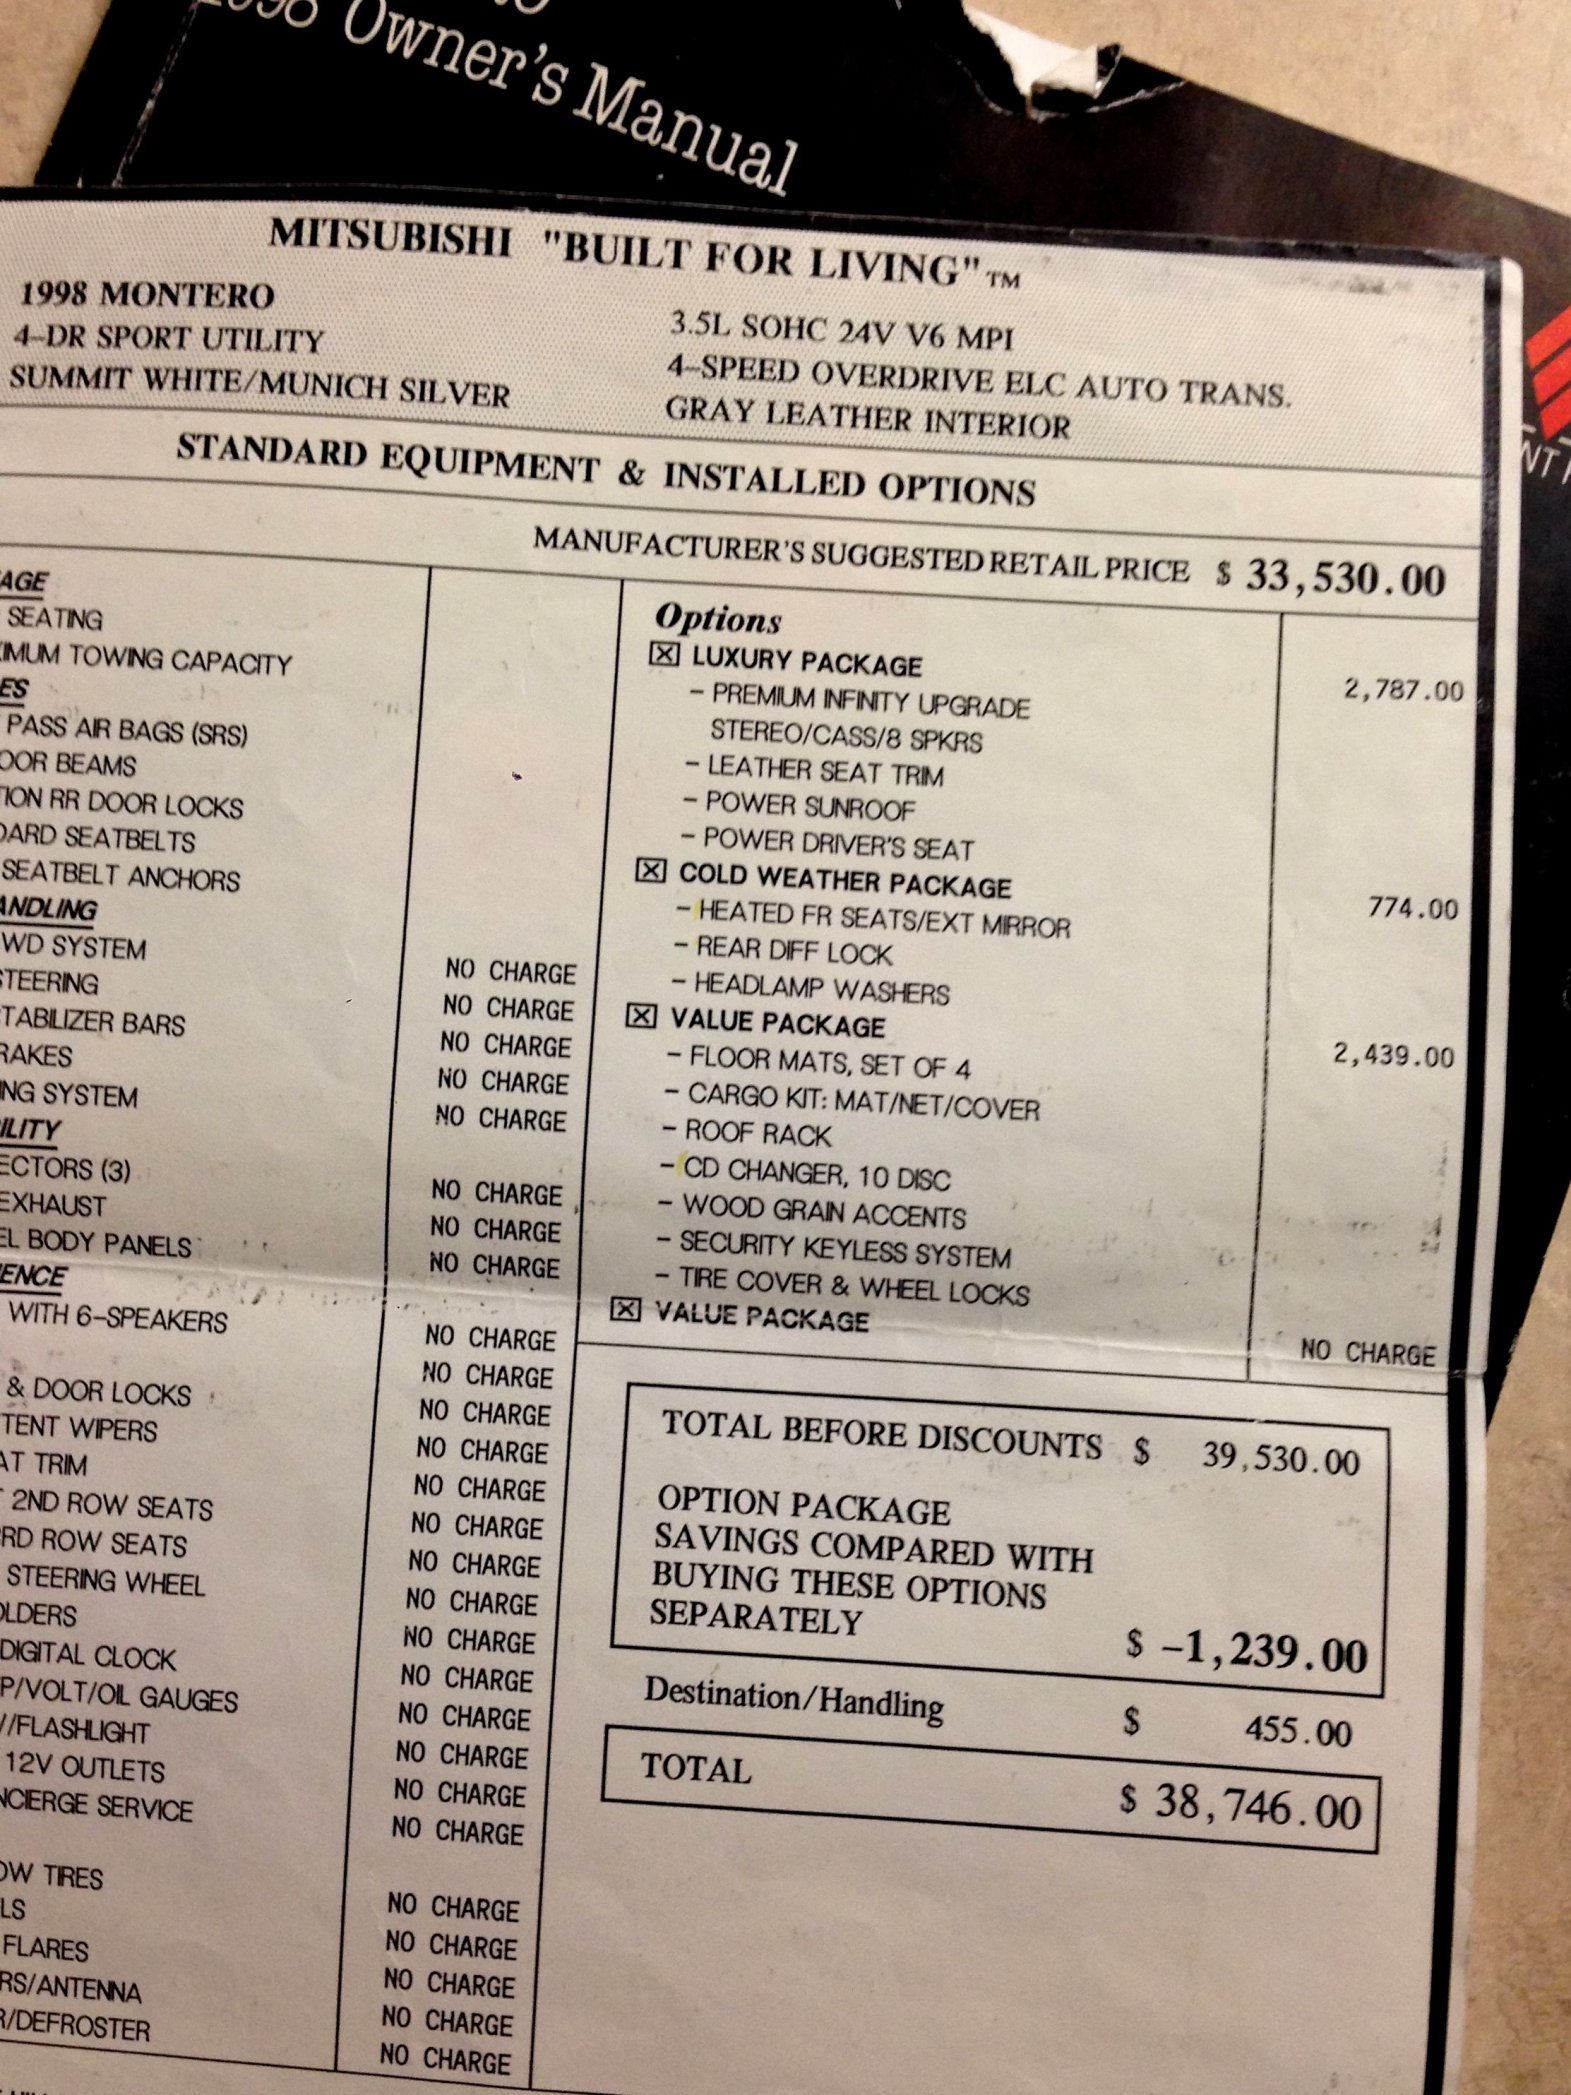 1998 Owner's Manual
MITSUBISHI "BUILT FOR LIVING"™
1998 MONTERO
4-DR SPORT UTILITY
SUMMIT WHITE/MUNICH SILVER
3.5L SOHC 24V V6 MPI
4-SPEED OVERDRIVE ELC AUTO TRANS.
GRAY LEATHER INTERIOR
STANDARD EQUIPMENT & INSTALLED OPTIONS
MANUFACTURER'S SUGGESTED RETAIL PRICE $ 33,530.00
SEATING
TOWING CAPACITY
PASS AIR BAGS (SRS)
BEAMS
RR DOOR LOCKS
SEATBELTS
SEATBELT ANCHORS
SYSTEM NO CHARGE
NO CHARGE
BARS NO CHARGE
NO CHARGE
SYSTEM NO CHARGE
(3) NO CHARGE
EXHAUST NO CHARGE
BODY PANELS NO CHARGE
WITH 6-SPEAKERS NO CHARGE
NO CHARGE
& DOOR LOCKS NO CHARGE
WIPERS NO CHARGE
TRIM NO CHARGE
2ND ROW SEATS NO CHARGE
ROW SEATS NO CHARGE
STEERING WHEEL NO CHARGE
NO CHARGE
DIGITAL CLOCK NO CHARGE
/VOLT/OIL GAUGES NO CHARGE
/FLASHLIGHT NO CHARGE
12V OUTLETS NO CHARGE
SERVICE NO CHARGE
TIRES NO CHARGE
NO CHARGE
FLARES NO CHARGE
/ANTENNA NO CHARGE
/DEFROSTER NO CHARGE
Options
☒ LUXURY PACKAGE 2,787.00
- PREMIUM INFINITY UPGRADE
STEREO/CASS/8 SPKRS
- LEATHER SEAT TRIM
- POWER SUNROOF
- POWER DRIVER'S SEAT
☒ COLD WEATHER PACKAGE 774.00
- HEATED FR SEATS/EXT MIRROR
- REAR DIFF LOCK
- HEADLAMP WASHERS
☒ VALUE PACKAGE 2,439.00
- FLOOR MATS, SET OF 4
- CARGO KIT: MAT/NET/COVER
- ROOF RACK
- CD CHANGER, 10 DISC
- WOOD GRAIN ACCENTS
- SECURITY KEYLESS SYSTEM
- TIRE COVER & WHEEL LOCKS
☒ VALUE PACKAGE NO CHARGE
TOTAL BEFORE DISCOUNTS $ 39,530.00
OPTION PACKAGE
SAVINGS COMPARED WITH
BUYING THESE OPTIONS
SEPARATELY $ -1,239.00
Destination/Handling $ 455.00
TOTAL $ 38,746.00